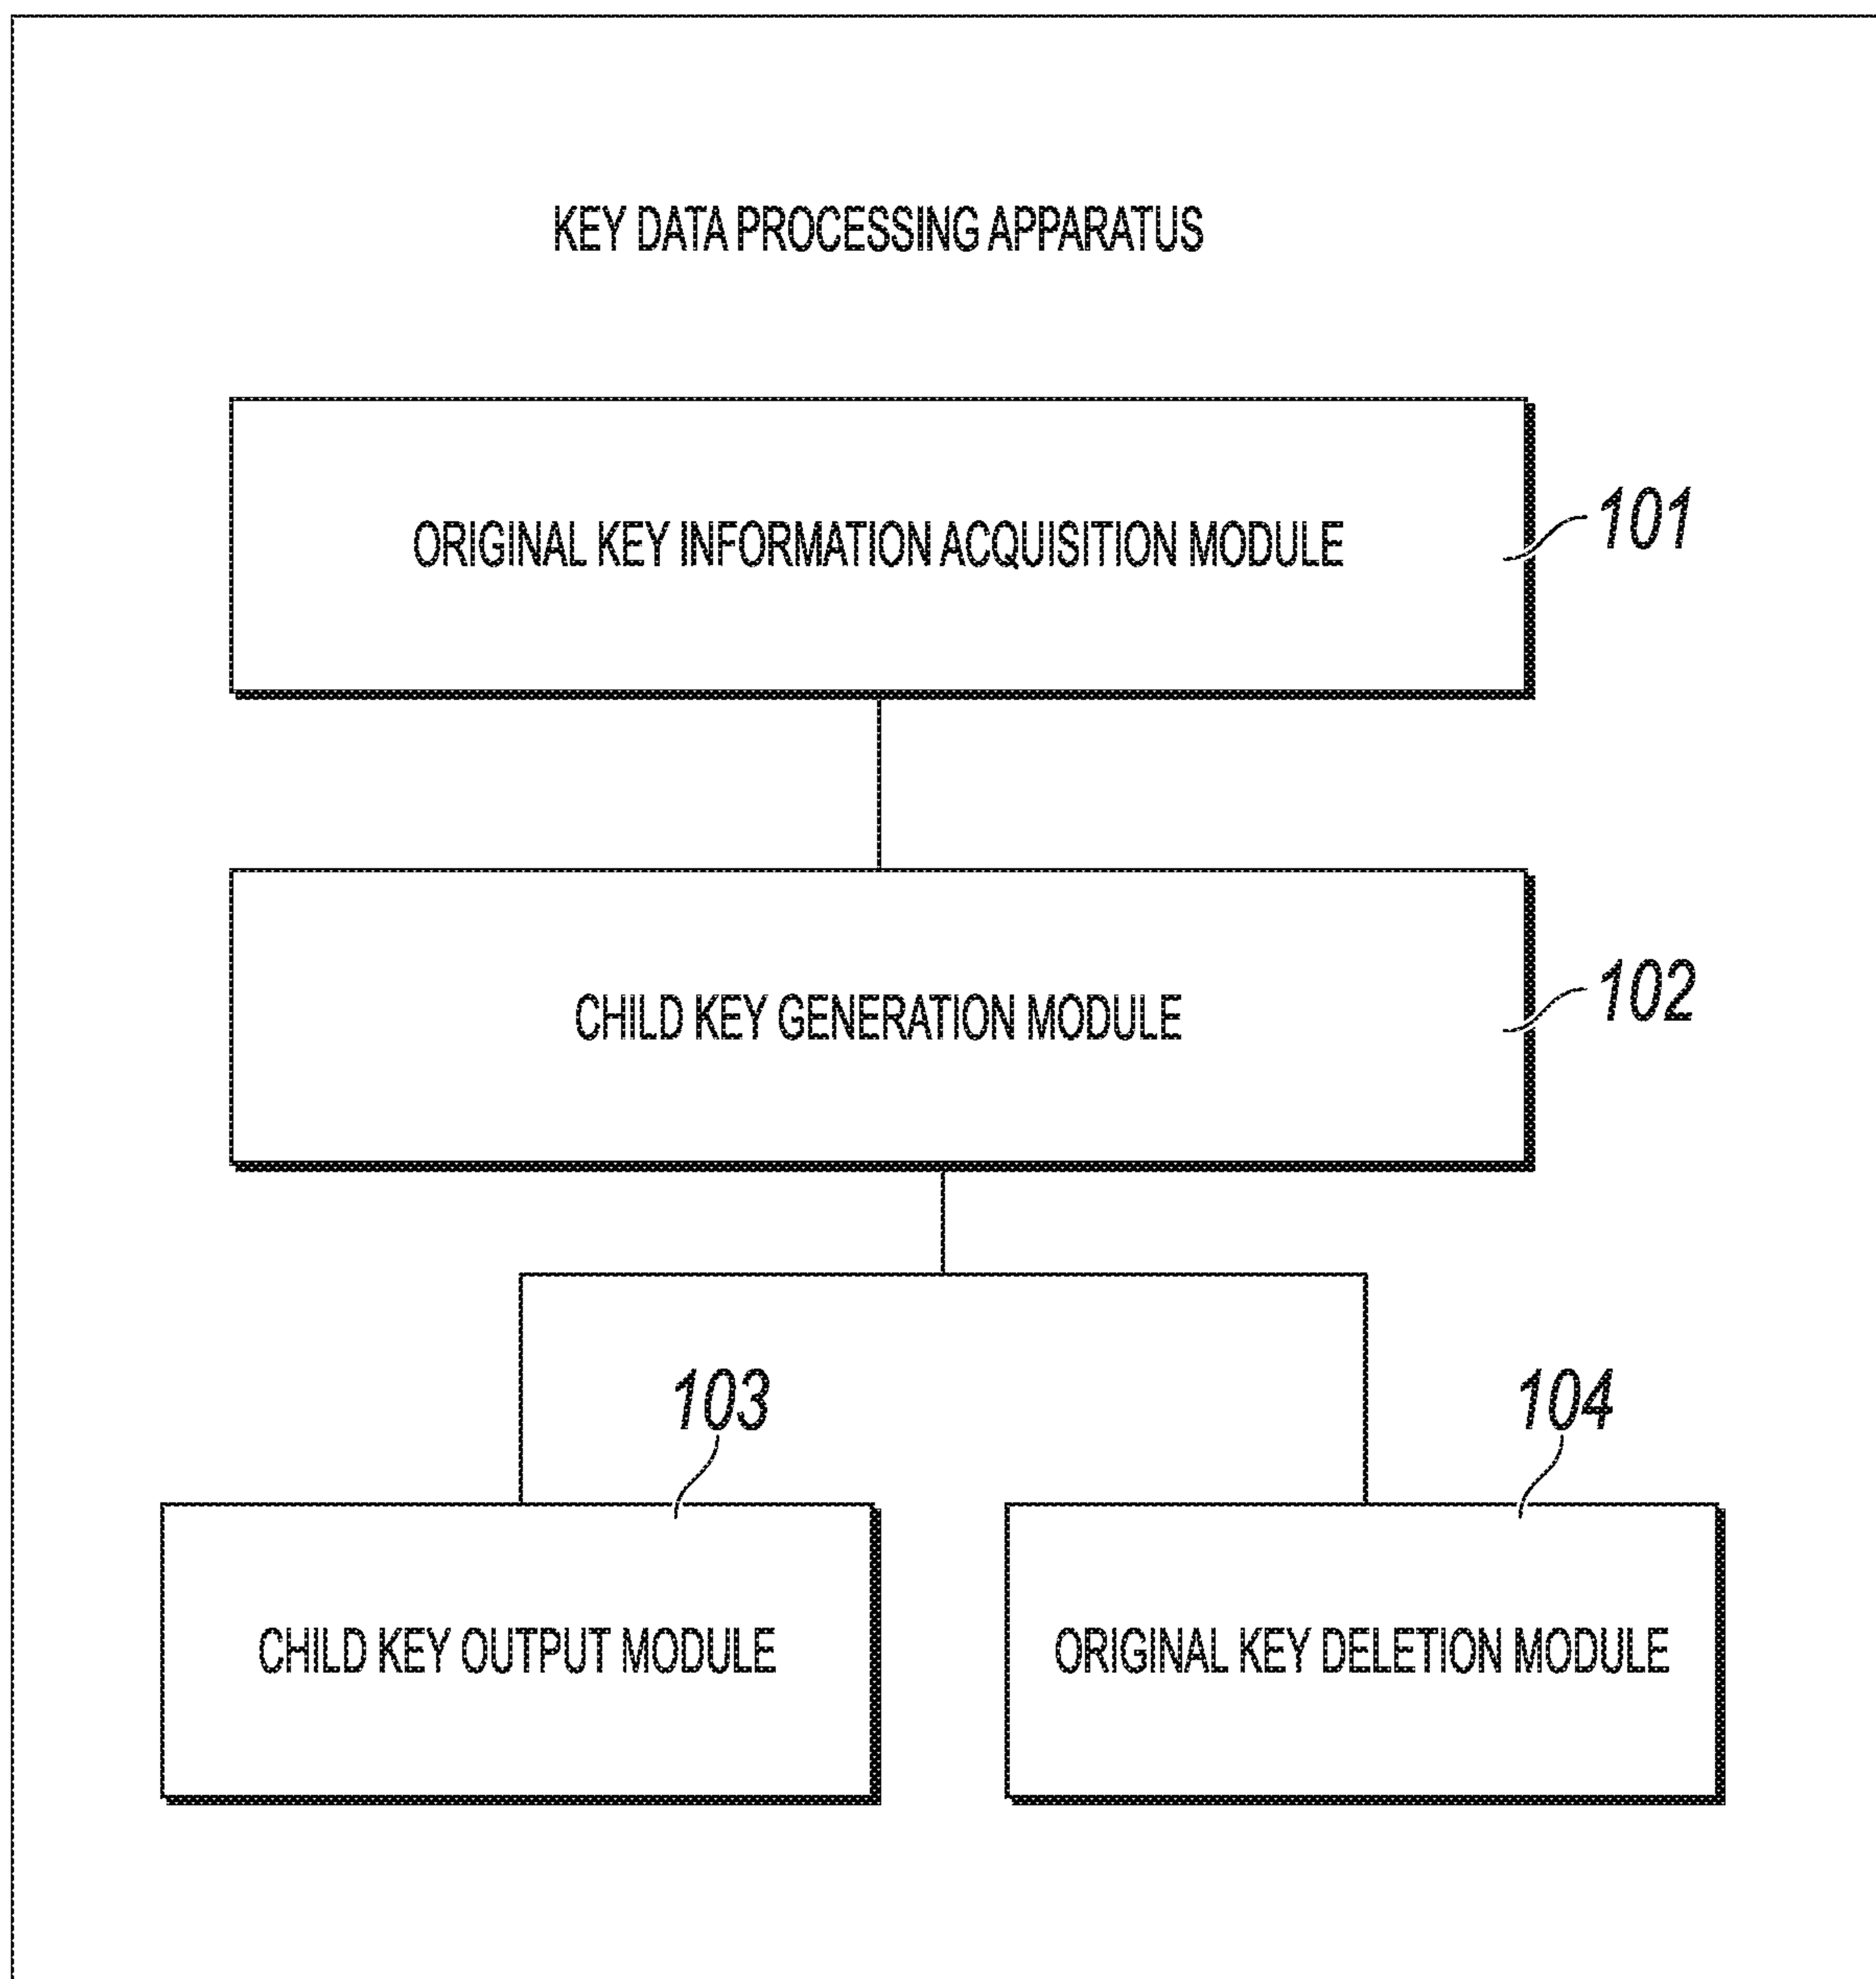 KEY DATA PROCESSING APPARATUS
ORIGINAL KEY INFORMATION ACQUISITION MODULE
101
CHILD KEY GENERATION MODULE
102
103
104
CHILD KEY OUTPUT MODULE
ORIGINAL KEY DELETION MODULE